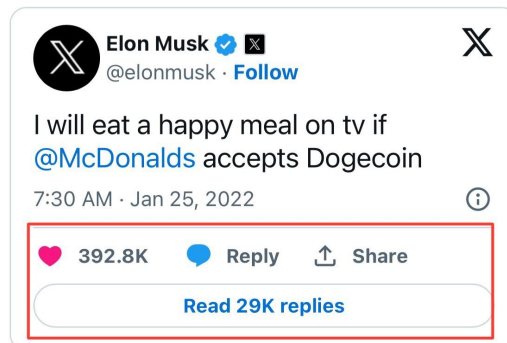 Elon Musk
@elonmusk · Follow
I will eat a happy meal on tv if
@McDonalds accepts Dogecoin
7:30 AM · Jan 25, 2022
392.8K Reply Share
Read 29K replies